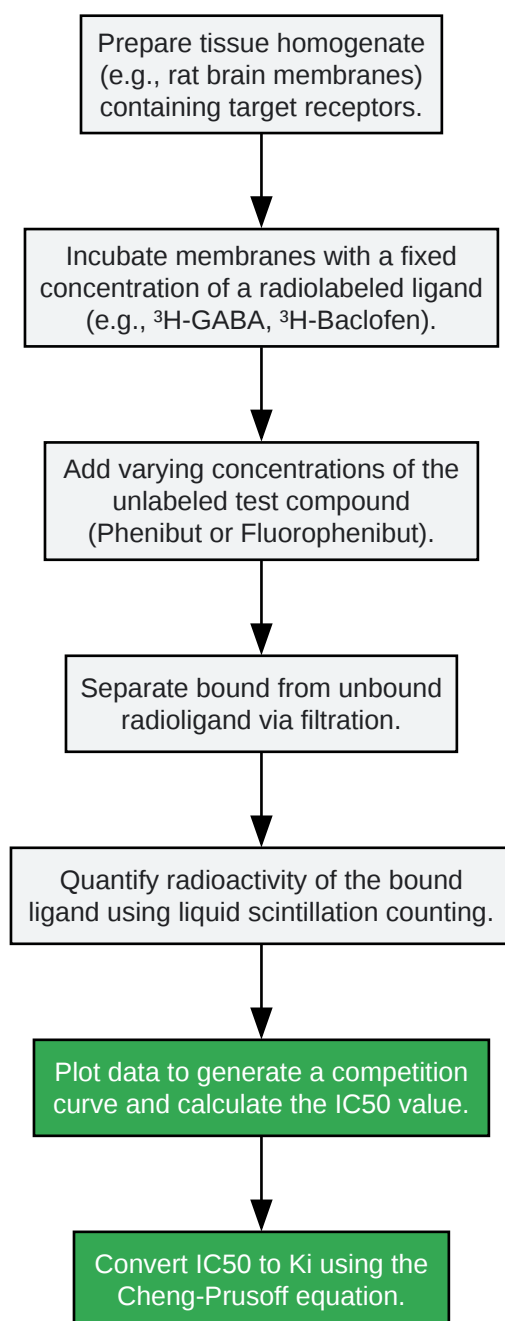 Prepare tissue homogenate
(e.g., rat brain membranes)
containing target receptors.
Incubate membranes with a fixed
concentration of a radiolabeled ligand
(e.g., ³H-GABA, ³H-Baclofen).
Add varying concentrations of the
unlabeled test compound
(Phenibut or Fluorophenibut).
Separate bound from unbound
radioligand via filtration.
Quantify radioactivity of the bound
ligand using liquid scintillation counting.
Plot data to generate a competition
curve and calculate the IC50 value.
Convert IC50 to Ki using the
Cheng-Prusoff equation.